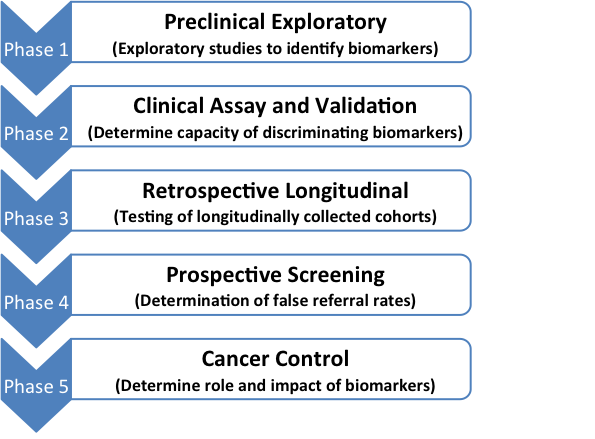 Phase 1
Preclinical Exploratory
(Exploratory studies to identify biomarkers)
Phase 2
Clinical Assay and Validation
(Determine capacity of discriminating biomarkers)
Phase 3
Retrospective Longitudinal
(Testing of longitudinally collected cohorts)
Phase 4
Prospective Screening
(Determination of false referral rates)
Phase 5
Cancer Control
(Determine role and impact of biomarkers)